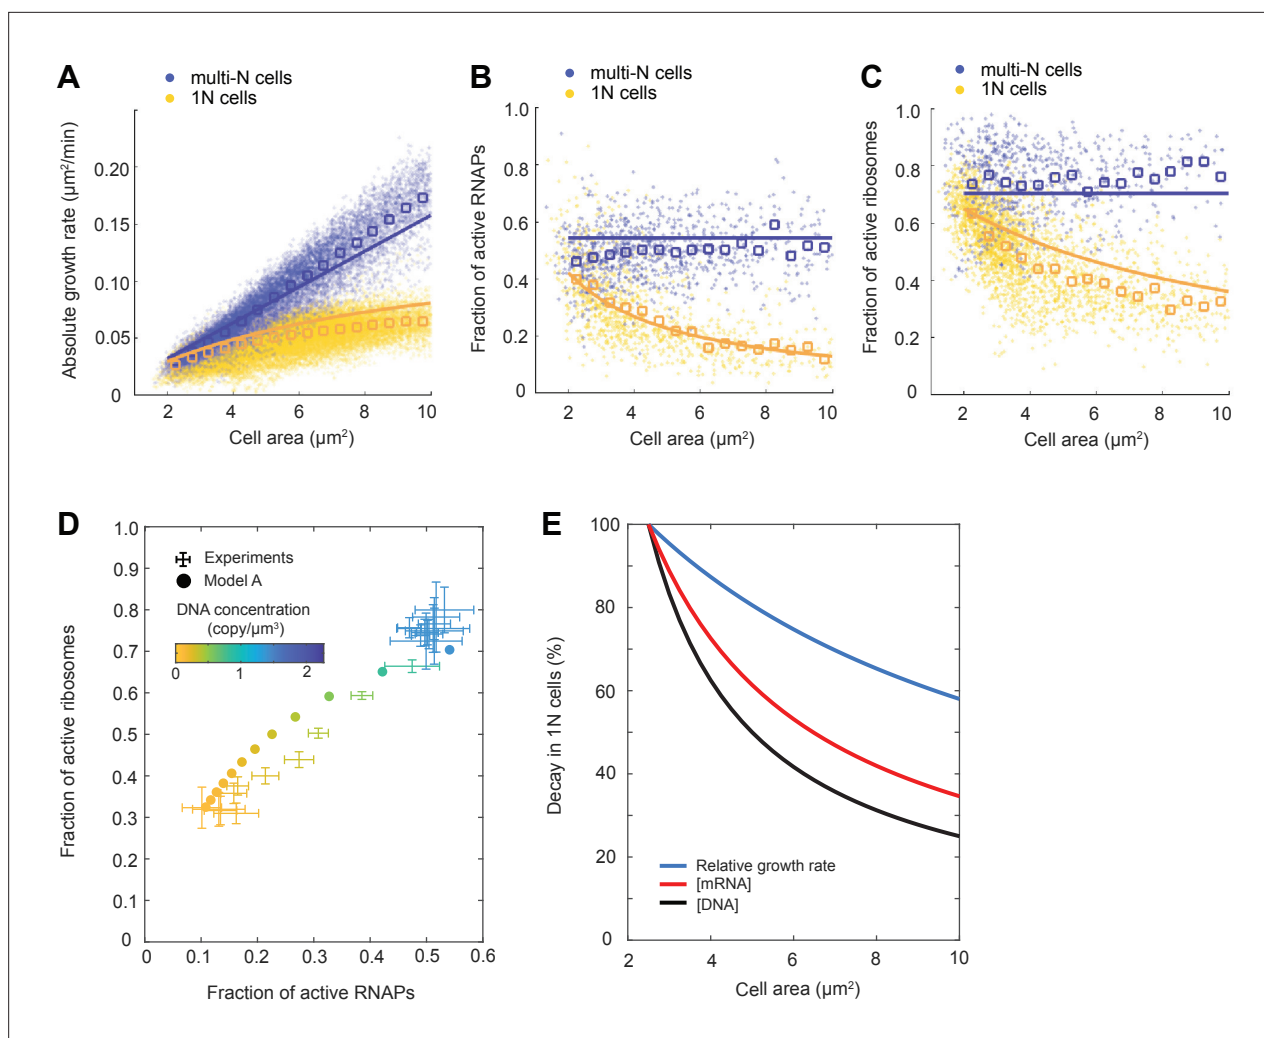 A
multi-N cells
1N cells
Absolute growth rate (µm²/min)
0.20
0.15
0.10
0.05
0
2 4 6 8 10
Cell area (µm²)
B
multi-N cells
1N cells
Fraction of active RNAPs
1.0
0.8
0.6
0.4
0.2
0
2 4 6 8 10
Cell area (µm²)
C
multi-N cells
1N cells
Fraction of active ribosomes
1.0
0.8
0.6
0.4
0.2
0
2 4 6 8 10
Cell area (µm²)
D
Experiments
Model A
DNA concentration
(copy/µm³)
0 1 2
Fraction of active ribosomes
1.0
0.9
0.8
0.7
0.6
0.5
0.4
0.3
0.2
0.1
0
0 0.1 0.2 0.3 0.4 0.5 0.6
Fraction of active RNAPs
E
Decay in 1N cells (%)
100
80
60
40
20
0
Relative growth rate
[mRNA]
[DNA]
2 4 6 8 10
Cell area (µm²)